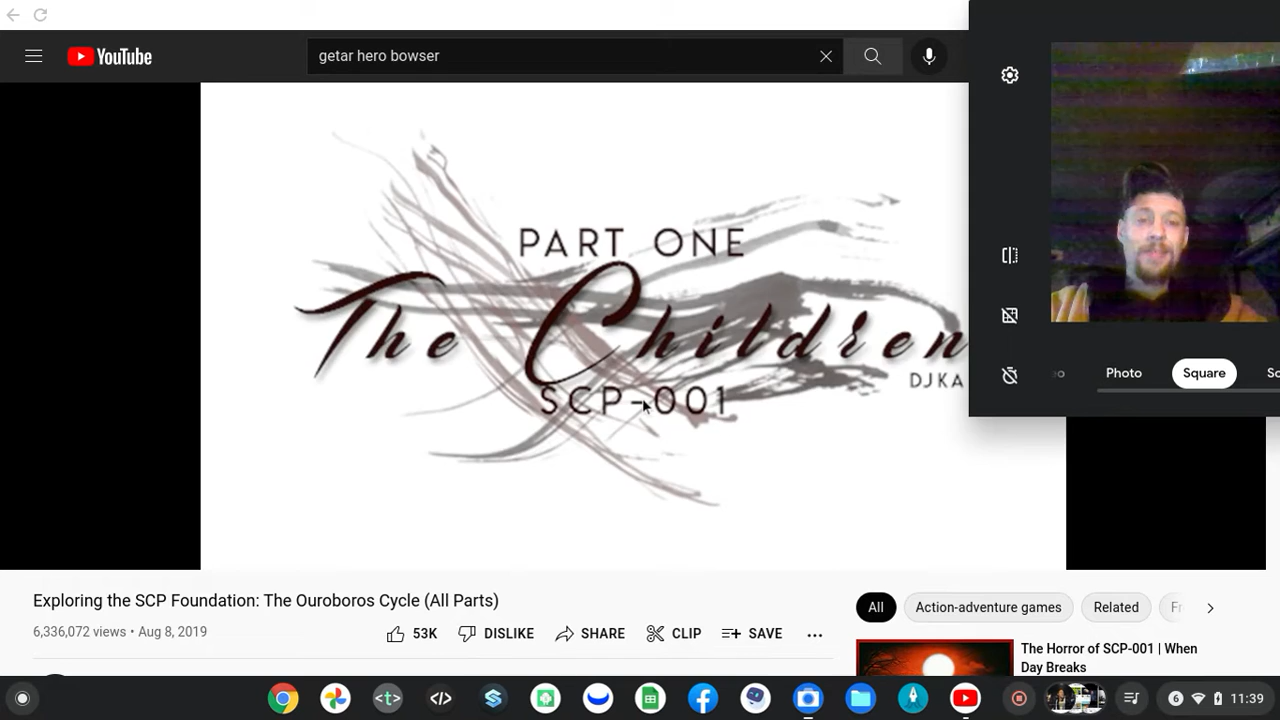 YouTube
getar hero bowser
PART ONE
The Children
DJKA
SCP-001
Photo
Square
Exploring the SCP Foundation: The Ouroboros Cycle (All Parts)
6,336,072 views • Aug 8, 2019
53K
DISLIKE
SHARE
CLIP
SAVE
All
Action-adventure games
Related
The Horror of SCP-001 | When
Day Breaks
<t>
</>
6
11:39